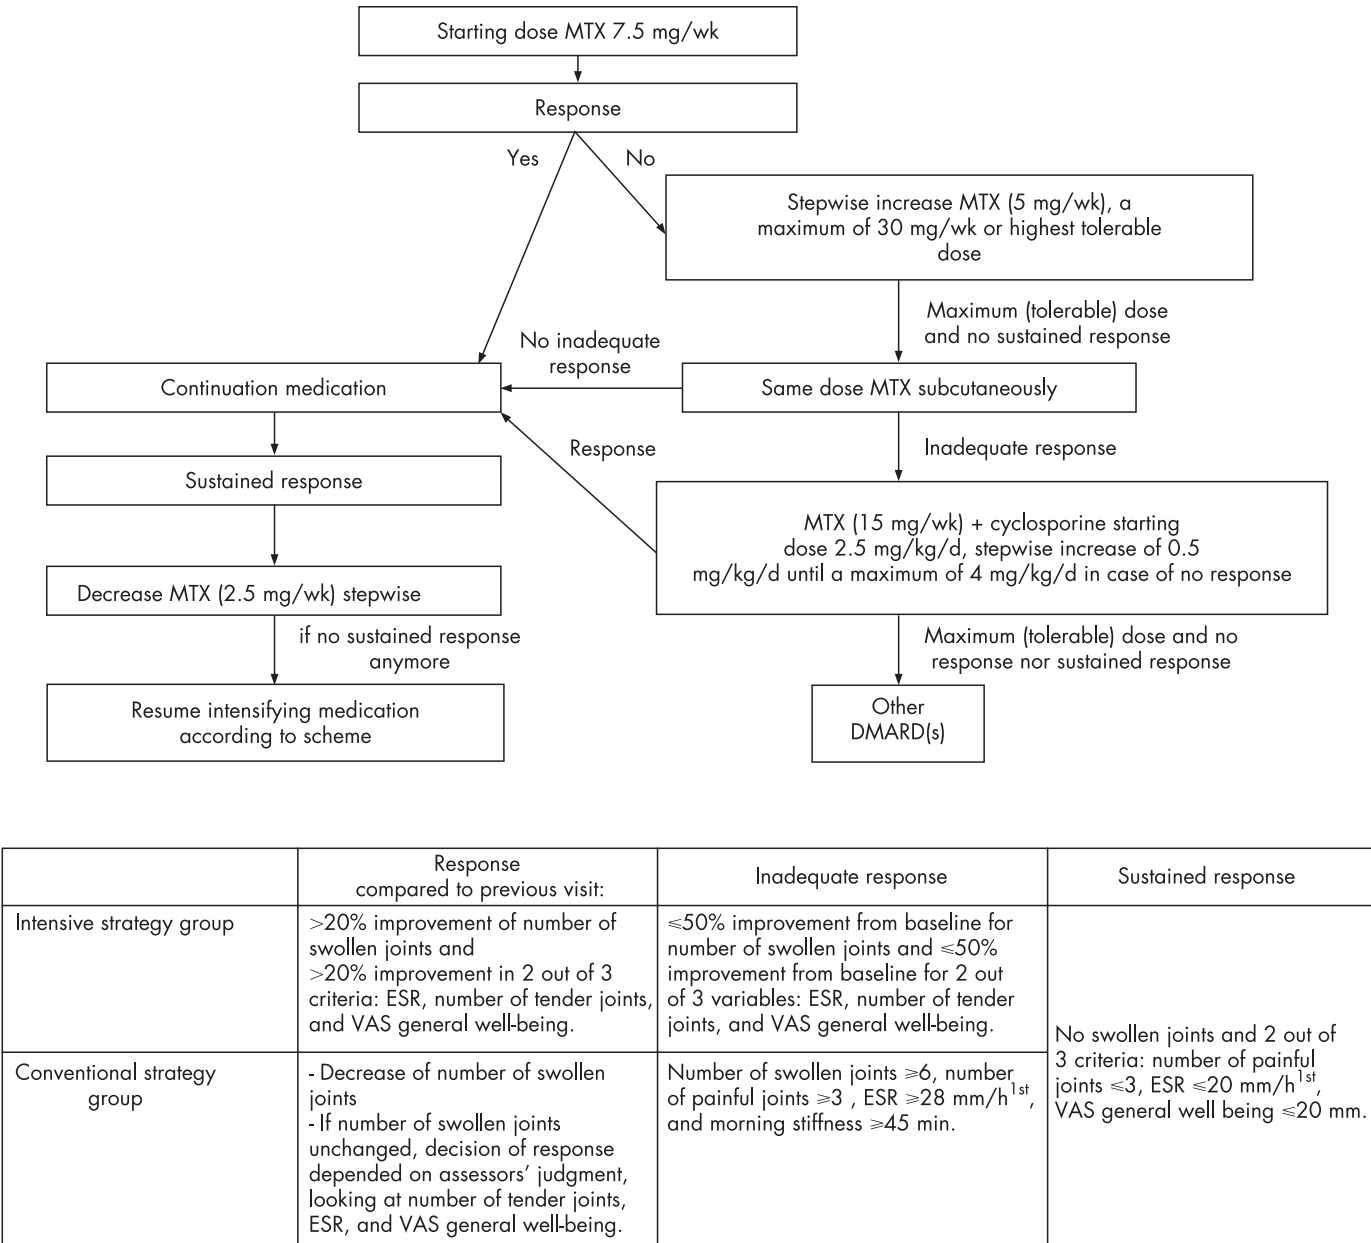 Starting dose MTX 7.5 mg/wk
Response
Yes
No
Stepwise increase MTX (5 mg/wk), a
maximum of 30 mg/wk or highest tolerable
dose
Maximum (tolerable) dose
and no sustained response
No inadequate
response
Continuation medication
Same dose MTX subcutaneously
Response
Inadequate response
Sustained response
MTX (15 mg/wk) + cyclosporine starting
dose 2.5 mg/kg/d, stepwise increase of 0.5
mg/kg/d until a maximum of 4 mg/kg/d in case of no response
Decrease MTX (2.5 mg/wk) stepwise
if no sustained response
anymore
Maximum (tolerable) dose and no
response nor sustained response
Resume intensifying medication
according to scheme
Other
DMARD(s)
Response
compared to previous visit:
Inadequate response
Sustained response
Intensive strategy group
>20% improvement of number of
swollen joints and
>20% improvement in 2 out of 3
criteria: ESR, number of tender joints,
and VAS general well-being.
≤50% improvement from baseline for
number of swollen joints and ≤50%
improvement from baseline for 2 out
of 3 variables: ESR, number of tender
joints, and VAS general well-being.
No swollen joints and 2 out of
3 criteria: number of painful
joints ≤3, ESR ≤20 mm/h1st,
VAS general well being ≤20 mm.
Conventional strategy
group
- Decrease of number of swollen
joints
- If number of swollen joints
unchanged, decision of response
depended on assessors’ judgment,
looking at number of tender joints,
ESR, and VAS general well-being.
Number of swollen joints ≥6, number
of painful joints ≥3 , ESR ≥28 mm/h1st,
and morning stiffness ≥45 min.